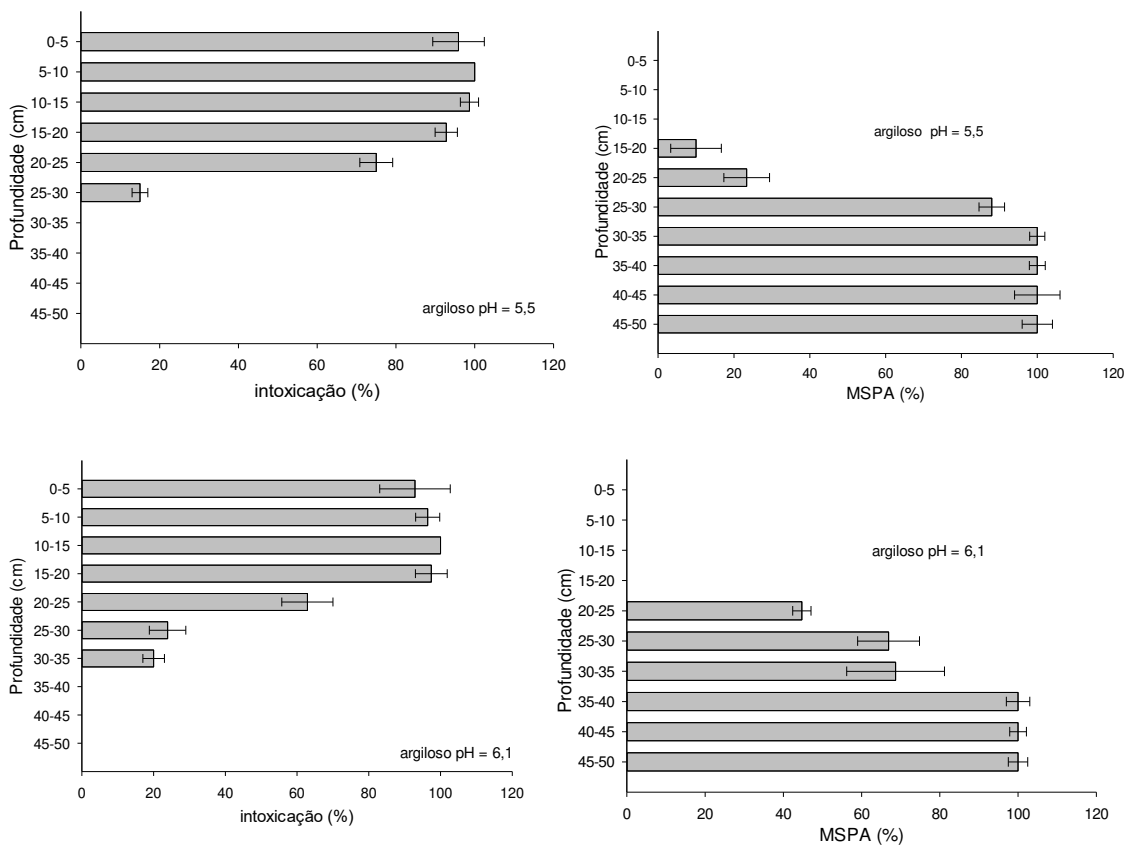 Profundidade (cm)
0-5
5-10
10-15
15-20
20-25
25-30
30-35
35-40
40-45
45-50
argiloso pH = 5,5
0 20 40 60 80 100 120
intoxicação (%)
Profundidade (cm)
0-5
5-10
10-15
15-20
20-25
25-30
30-35
35-40
40-45
45-50
argiloso pH = 5,5
0 20 40 60 80 100 120
MSPA (%)
Profundidade (cm)
0-5
5-10
10-15
15-20
20-25
25-30
30-35
35-40
40-45
45-50
argiloso pH = 6,1
0 20 40 60 80 100 120
intoxicação (%)
Profundidade (cm)
0-5
5-10
10-15
15-20
20-25
25-30
30-35
35-40
40-45
45-50
argiloso pH = 6,1
0 20 40 60 80 100 120
MSPA (%)